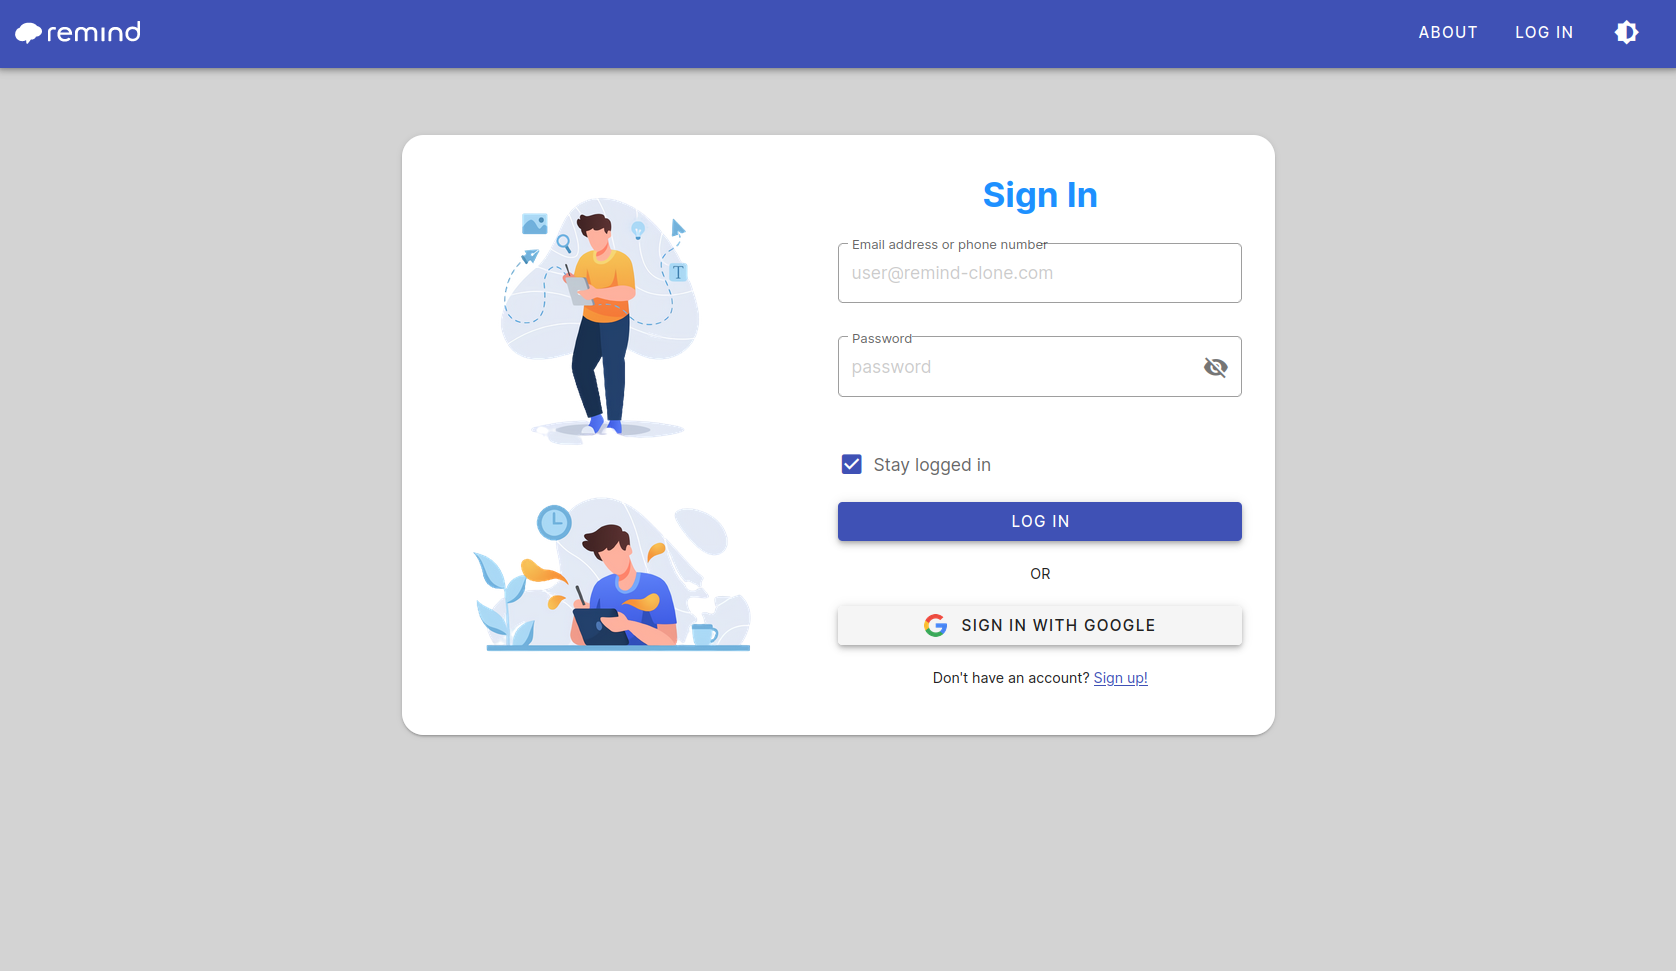 remind
ABOUT
LOG IN
Sign In
Email address or phone number
user@remind-clone.com
Password
password
Stay logged in
LOG IN
OR
SIGN IN WITH GOOGLE
Don't have an account? Sign up!
T